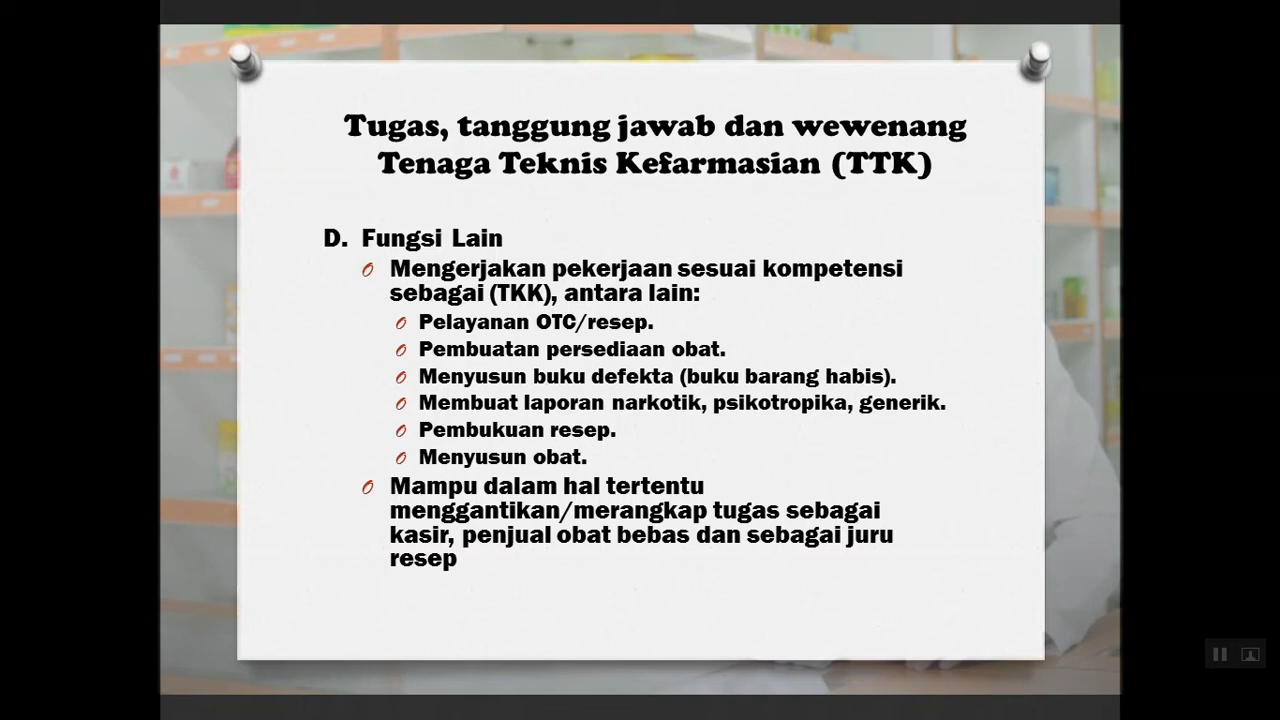 Tugas, tanggung jawab dan wewenang
Tenaga Teknis Kefarmasian (TTK)
D. Fungsi Lain
Mengerjakan pekerjaan sesuai kompetensi
sebagai (TKK), antara lain:
Pelayanan OTC/resep.
Pembuatan persediaan obat.
Menyusun buku defekta (buku barang habis).
Membuat laporan narkotik, psikotropika, generik.
Pembukuan resep.
Menyusun obat.
Mampu dalam hal tertentu
menggantikan/merangkap tugas sebagai
kasir, penjual obat bebas dan sebagai juru
resep